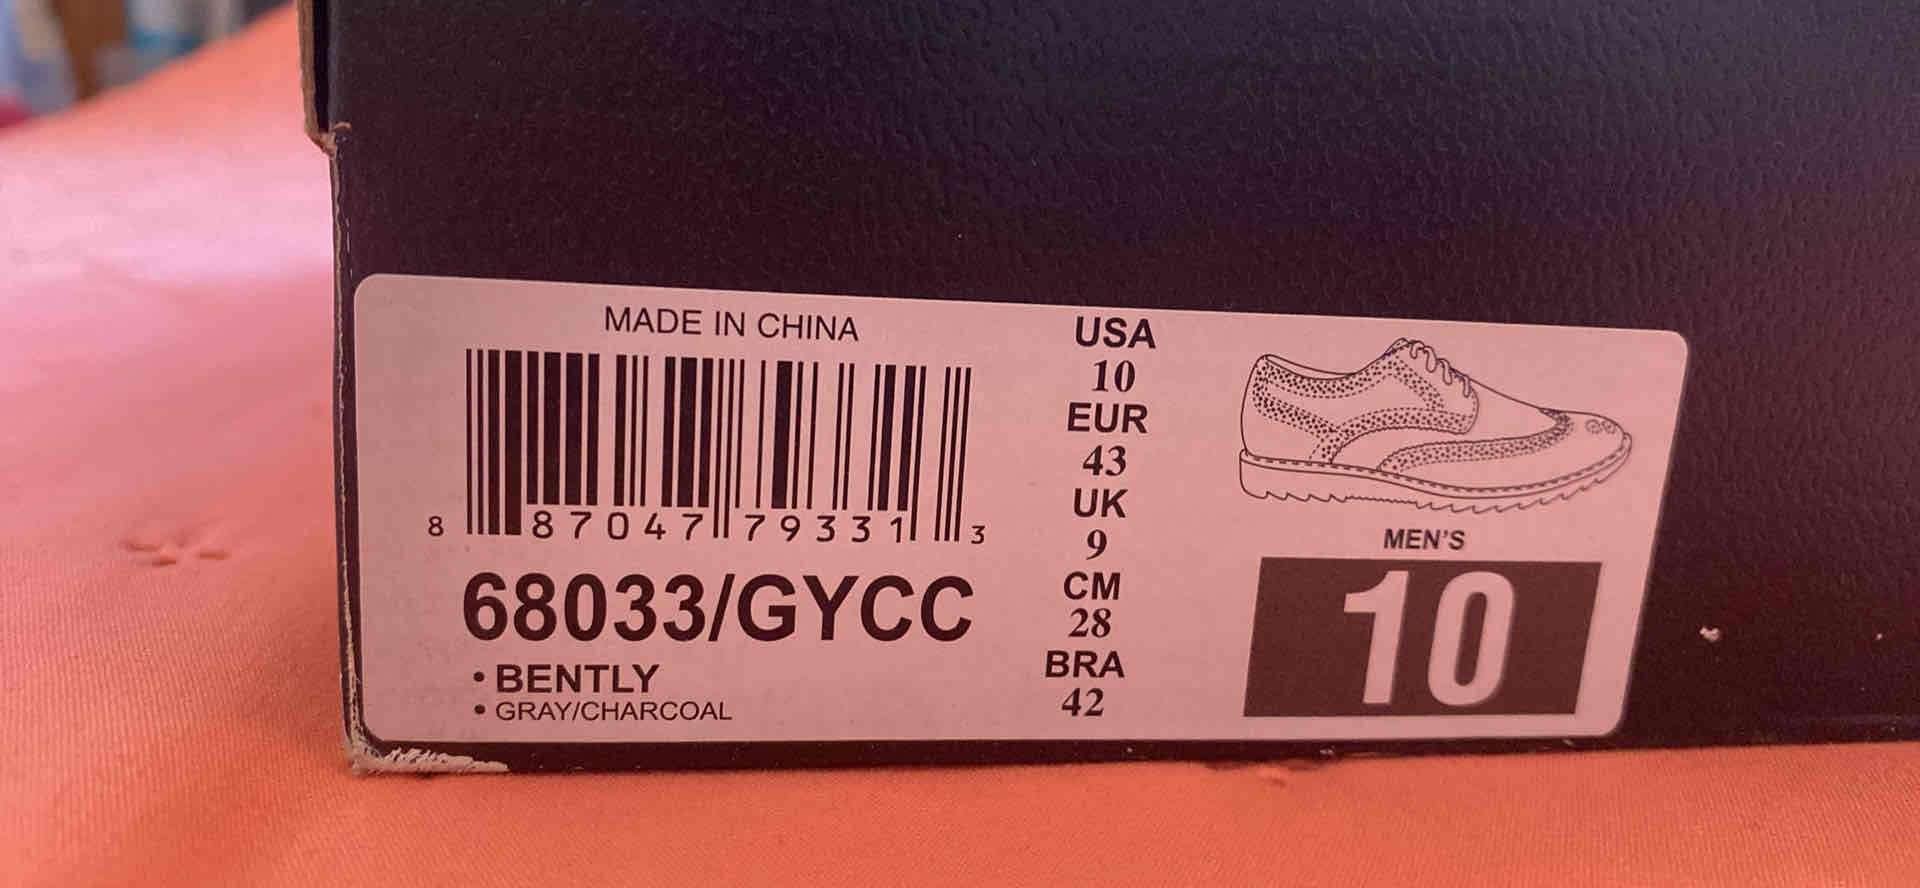 MADE IN CHINA
8 87047 79331 3
68033/GYCC
• BENTLY
• GRAY/CHARCOAL
USA
10
EUR
43
UK
9
CM
28
BRA
42
MEN'S
10